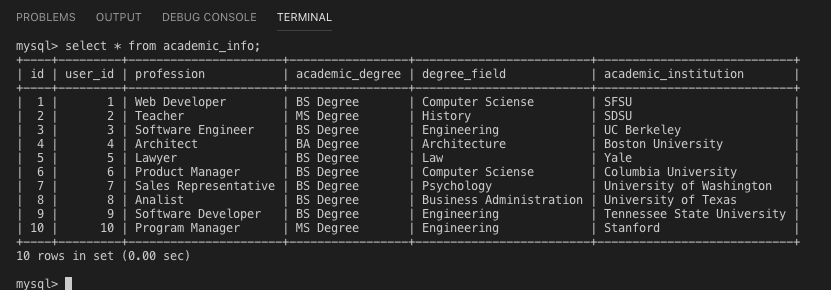 PROBLEMS OUTPUT DEBUG CONSOLE TERMINAL
mysql> select * from academic_info;
+----+---------+----------------------+-----------------+-------------------------+----------------------------+
| id | user_id | profession           | academic_degree | degree_field            | academic_institution       |
+----+---------+----------------------+-----------------+-------------------------+----------------------------+
|  1 |       1 | Web Developer        | BS Degree       | Computer Sciense        | SFSU                       |
|  2 |       2 | Teacher              | MS Degree       | History                 | SDSU                       |
|  3 |       3 | Software Engineer    | BS Degree       | Engineering             | UC Berkeley                |
|  4 |       4 | Architect            | BA Degree       | Architecture            | Boston University          |
|  5 |       5 | Lawyer               | BS Degree       | Law                     | Yale                       |
|  6 |       6 | Product Manager      | BS Degree       | Computer Sciense        | Columbia University        |
|  7 |       7 | Sales Representative | BS Degree       | Psychology              | University of Washington   |
|  8 |       8 | Analist              | BS Degree       | Business Administration | University of Texas        |
|  9 |       9 | Software Developer   | BS Degree       | Engineering             | Tennessee State University |
| 10 |      10 | Program Manager      | MS Degree       | Engineering             | Stanford                   |
+----+---------+----------------------+-----------------+-------------------------+----------------------------+
10 rows in set (0.00 sec)
mysql>